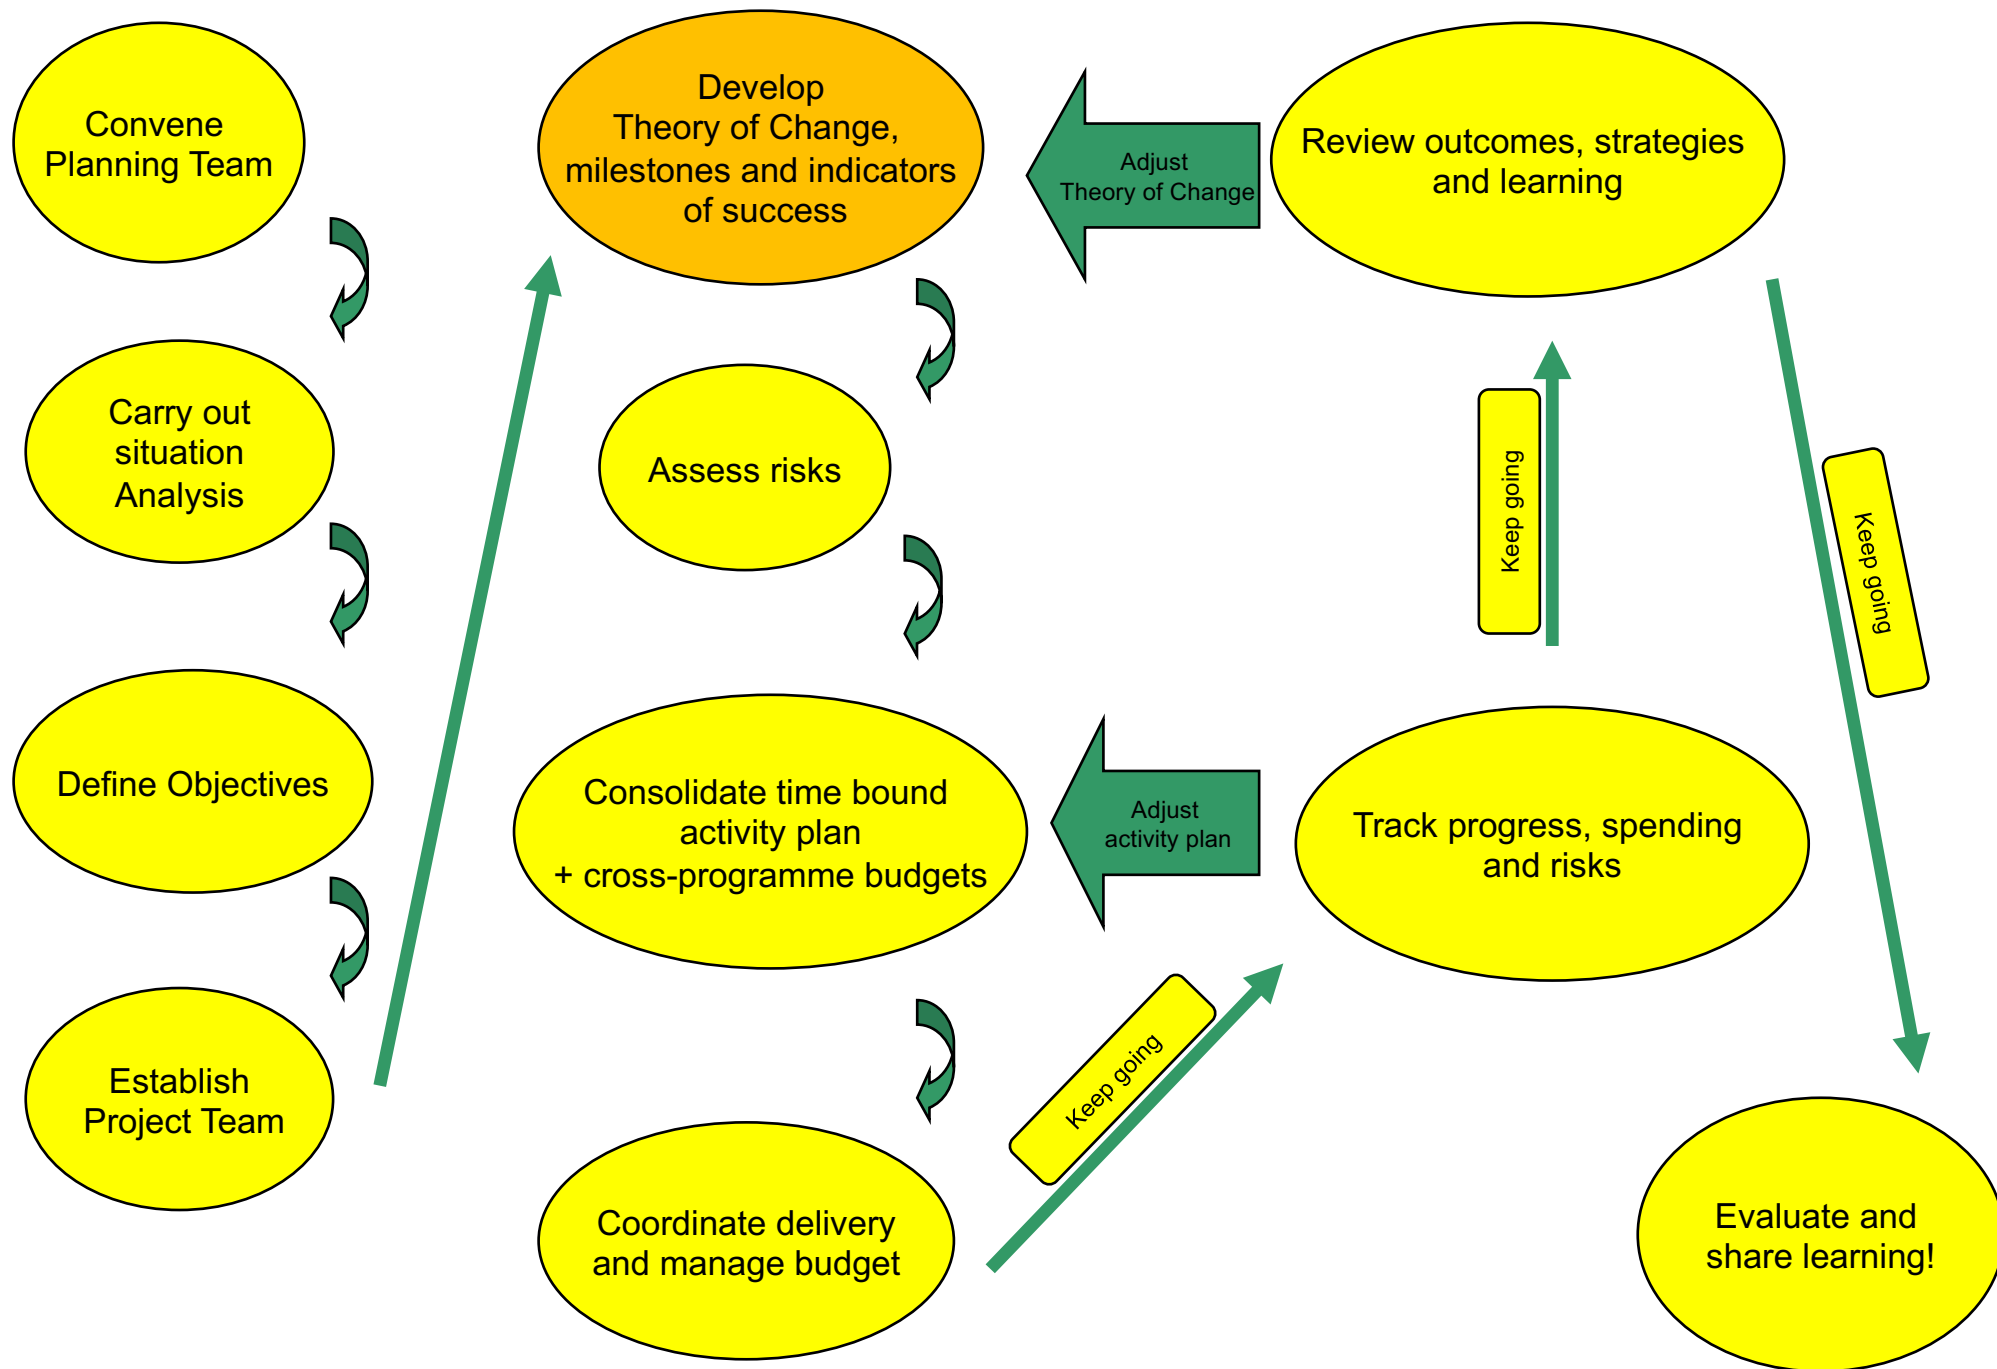 Convene
Planning Team
Carry out
situation
Analysis
Define Objectives
Establish
Project Team
Develop
Theory of Change,
milestones and indicators
of success
Assess risks
Consolidate time bound
activity plan
+ cross-programme budgets
Coordinate delivery
and manage budget
Keep going
Adjust
activity plan
Track progress, spending
and risks
Keep going
Adjust
Theory of Change
Review outcomes, strategies
and learning
Keep going
Evaluate and
share learning!